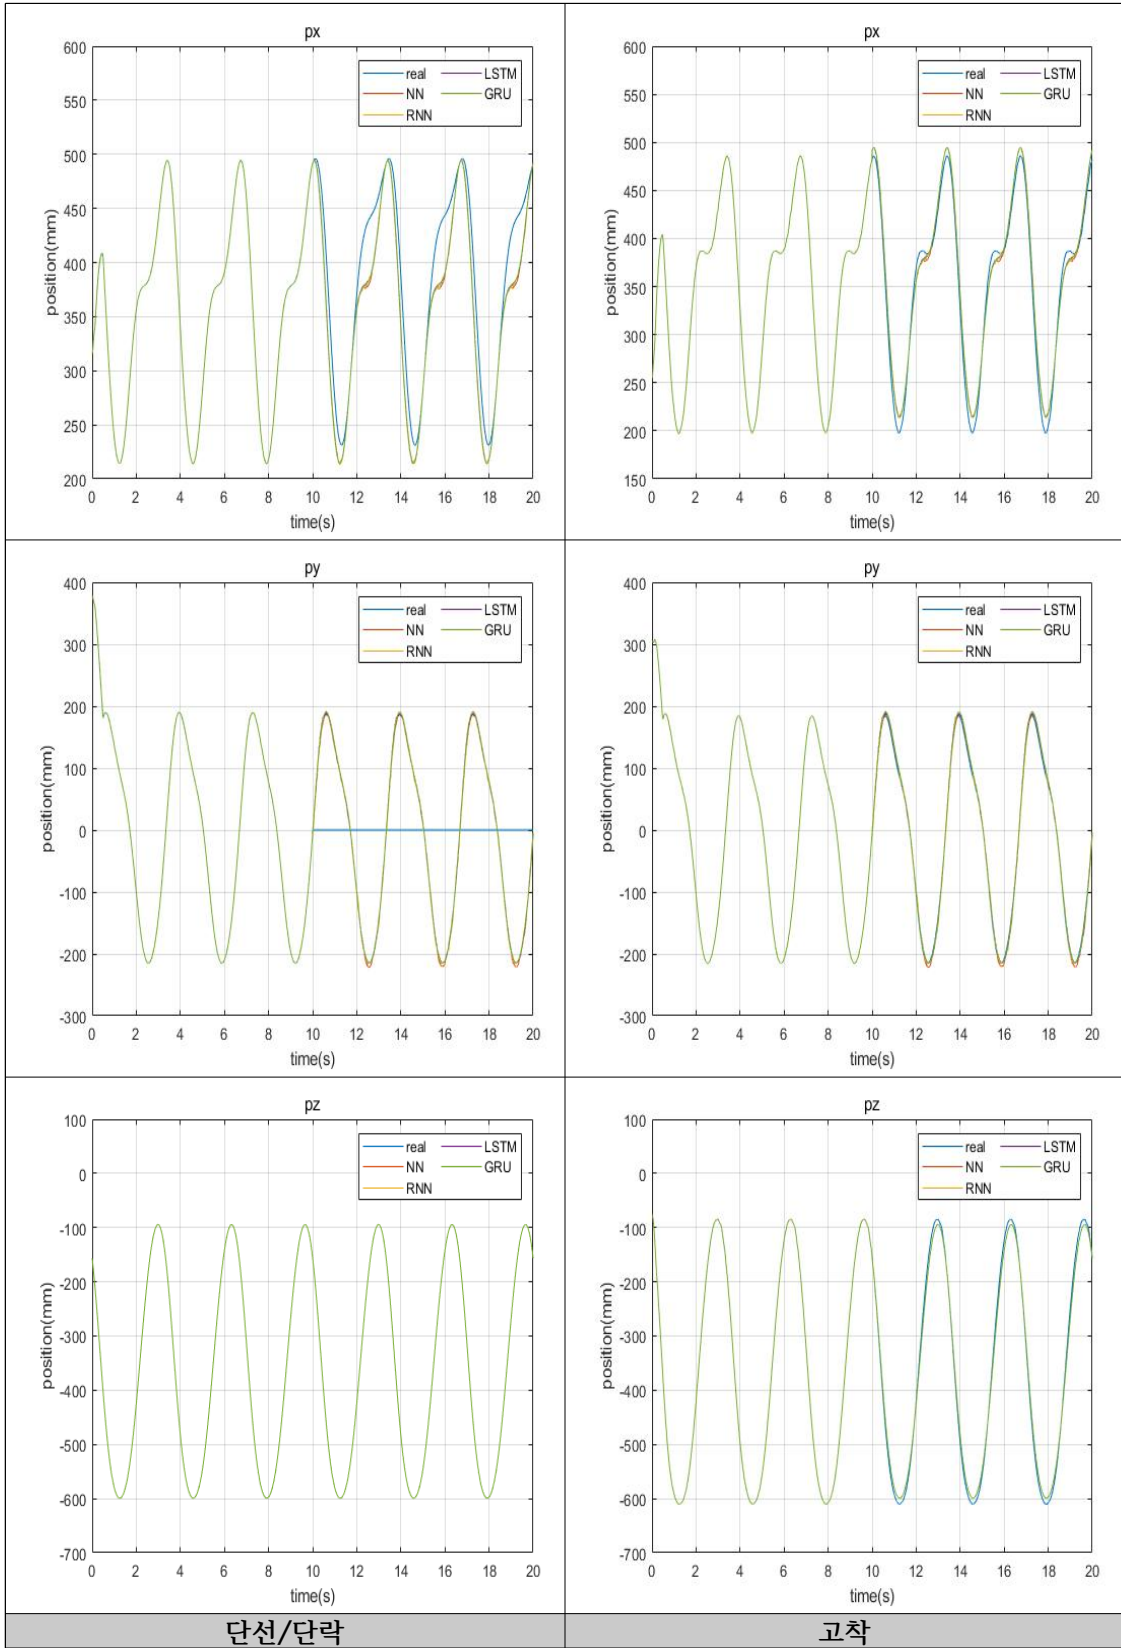 px
600
550
500
450
400
350
300
250
200
position(mm)
real LSTM
NN GRU
RNN
0 2 4 6 8 10 12 14 16 18 20
time(s)
px
600
550
500
450
400
350
300
250
200
150
position(mm)
real LSTM
NN GRU
RNN
0 2 4 6 8 10 12 14 16 18 20
time(s)
py
400
300
200
100
0
-100
-200
-300
position(mm)
real LSTM
NN GRU
RNN
0 2 4 6 8 10 12 14 16 18 20
time(s)
py
400
300
200
100
0
-100
-200
-300
position(mm)
real LSTM
NN GRU
RNN
0 2 4 6 8 10 12 14 16 18 20
time(s)
pz
100
0
-100
-200
-300
-400
-500
-600
-700
position(mm)
real LSTM
NN GRU
RNN
0 2 4 6 8 10 12 14 16 18 20
time(s)
pz
100
0
-100
-200
-300
-400
-500
-600
-700
position(mm)
real LSTM
NN GRU
RNN
0 2 4 6 8 10 12 14 16 18 20
time(s)
단선/단락
고착